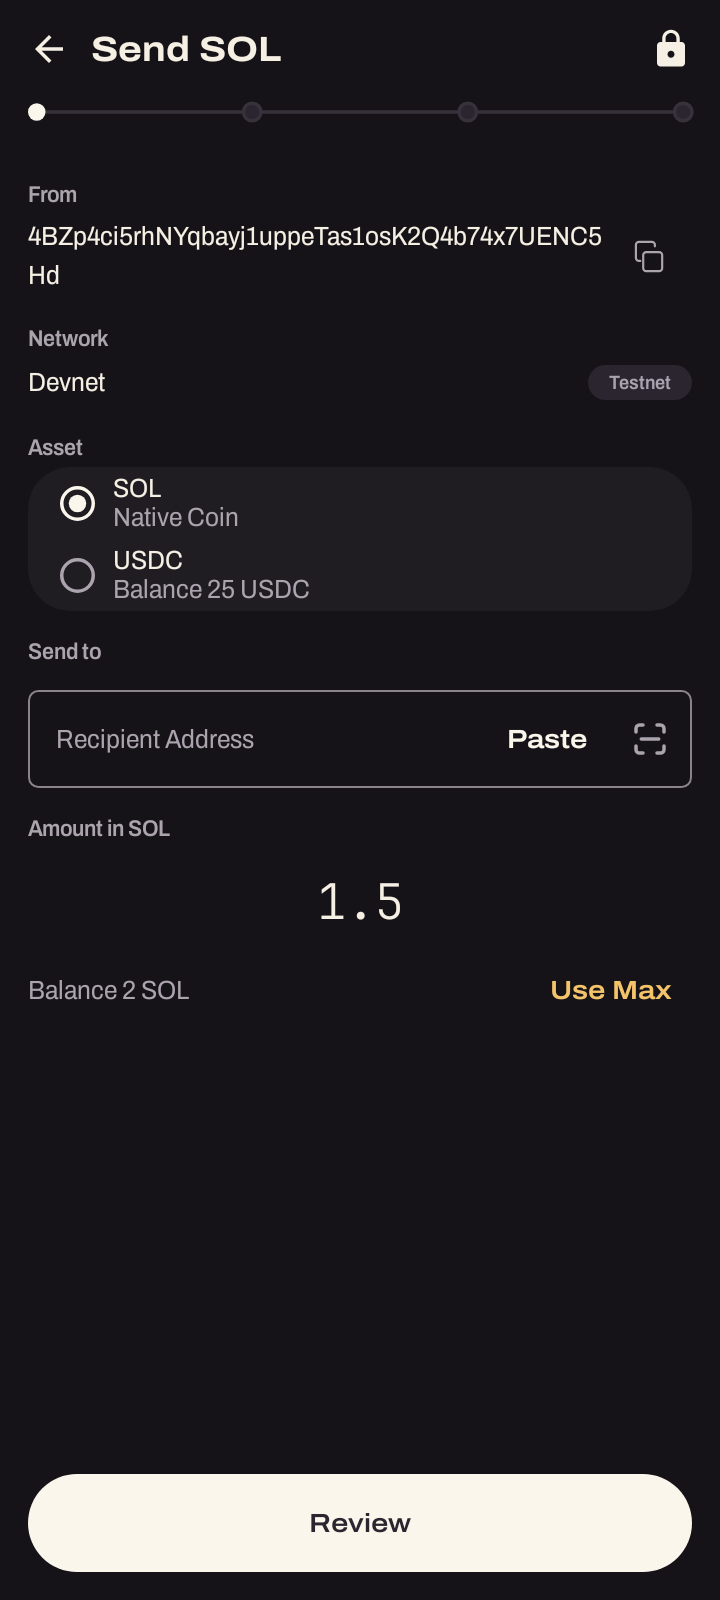 Send SOL
From
4BZp4ci5rhNYqbayj1uppeTas1osK2Q4b74x7UENC5
Hd
Network
Devnet
Testnet
Asset
SOL
Native Coin
USDC
Balance 25 USDC
Send to
Recipient Address
Paste
Amount in SOL
1.5
Balance 2 SOL
Use Max
Review